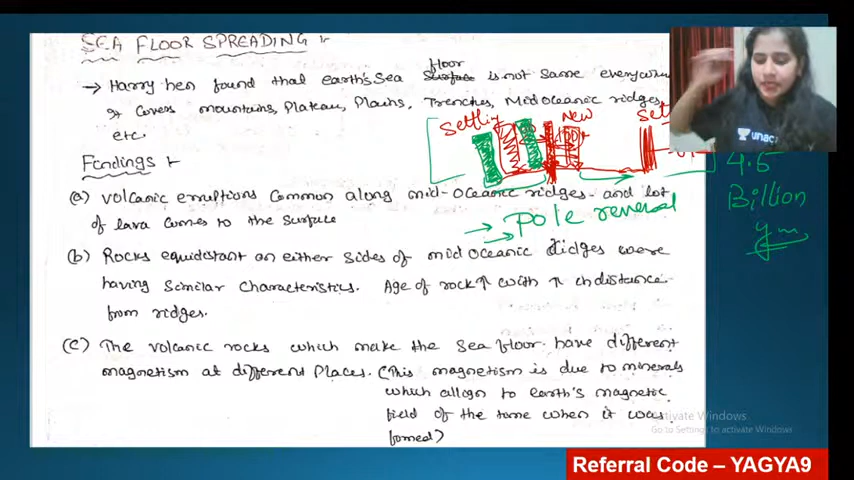 SEA FLOOR SPREADING :-
floor
→ Harry hen found that earth's sea surface is not same everywhere
It covers mountains, Plateau, Plains, Trenches, Mid oceanic ridges,
etc.
Settling New
Findings :-
4.6
Billion
(a) volcanic eruptions common along mid-oceanic ridges and lot
of lava comes to the surface
→ pole reversal
(b) Rocks equidistant on either sides of mid oceanic ridges were
having similar characteristics. Age of rock ↑ with ↑ in distance
from ridges.
(c) The volcanic rocks which make the sea floor have different
magnetism at different Places. (This magnetism is due to minerals
which allign to earth's magnetic
field of the time when it was
formed)
Activate Windows
Go to Settings to activate Windows.
Referral Code – YAGYA9